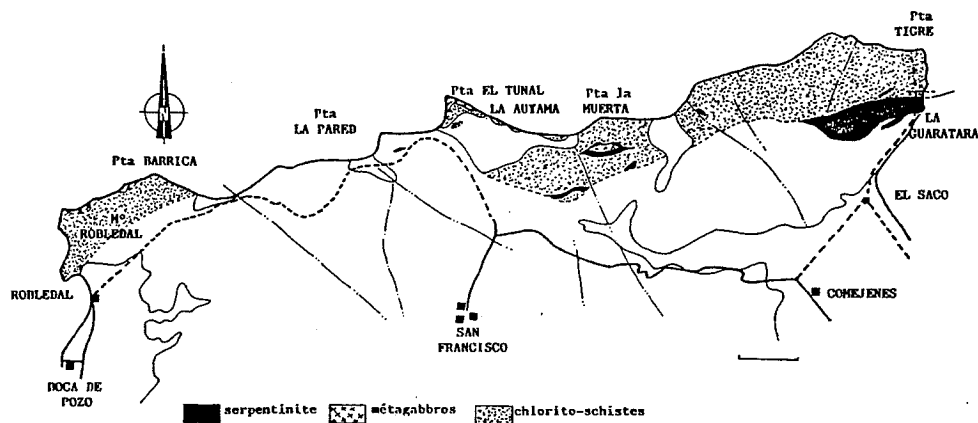 Pta
TIGRE
Pta EL TUNAL
LA AUYAMA
Pta la
MUERTA
Pta
LA PARED
Pta BARRICA
LA
GUARATARA
Mº
ROBLEDAL
EL SACO
ROBLEDAL
COMEJENES
SAN
FRANCISCO
BOCA DE
POZO
serpentinite
métagabbros
chlorito-schistes